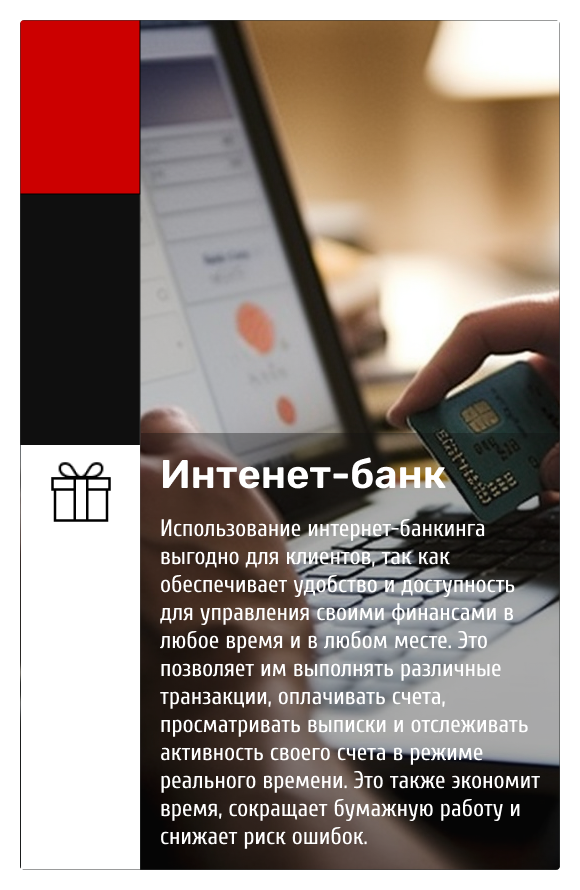 Интенет-банк
Использование интернет-банкинга
выгодно для клиентов, так как
обеспечивает удобство и доступность
для управления своими финансами в
любое время и в любом месте. Это
позволяет им выполнять различные
транзакции, оплачивать счета,
просматривать выписки и отслеживать
активность своего счета в режиме
реального времени. Это также экономит
время, сокращает бумажную работу и
снижает риск ошибок.